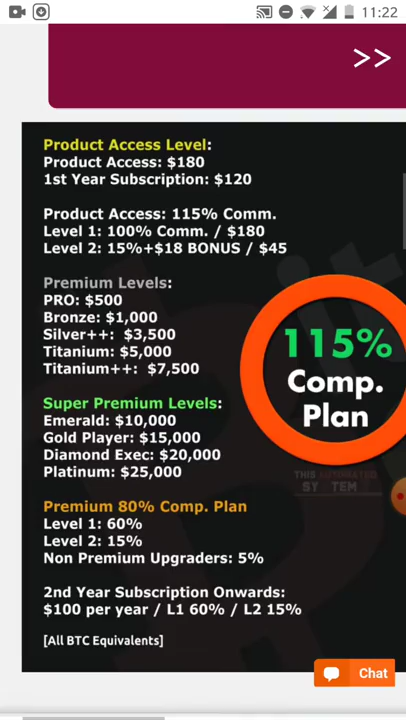 11:22
>>
Product Access Level:
Product Access: $180
1st Year Subscription: $120
Product Access: 115% Comm.
Level 1: 100% Comm. / $180
Level 2: 15%+$18 BONUS / $45
Premium Levels:
PRO: $500
Bronze: $1,000
Silver++: $3,500
Titanium: $5,000
Titanium++: $7,500
Super Premium Levels:
Emerald: $10,000
Gold Player: $15,000
Diamond Exec: $20,000
Platinum: $25,000
115%
Comp.
Plan
THIS AUTOMATED
SY TEM
Premium 80% Comp. Plan
Level 1: 60%
Level 2: 15%
Non Premium Upgraders: 5%
2nd Year Subscription Onwards:
$100 per year / L1 60% / L2 15%
[All BTC Equivalents]
Chat